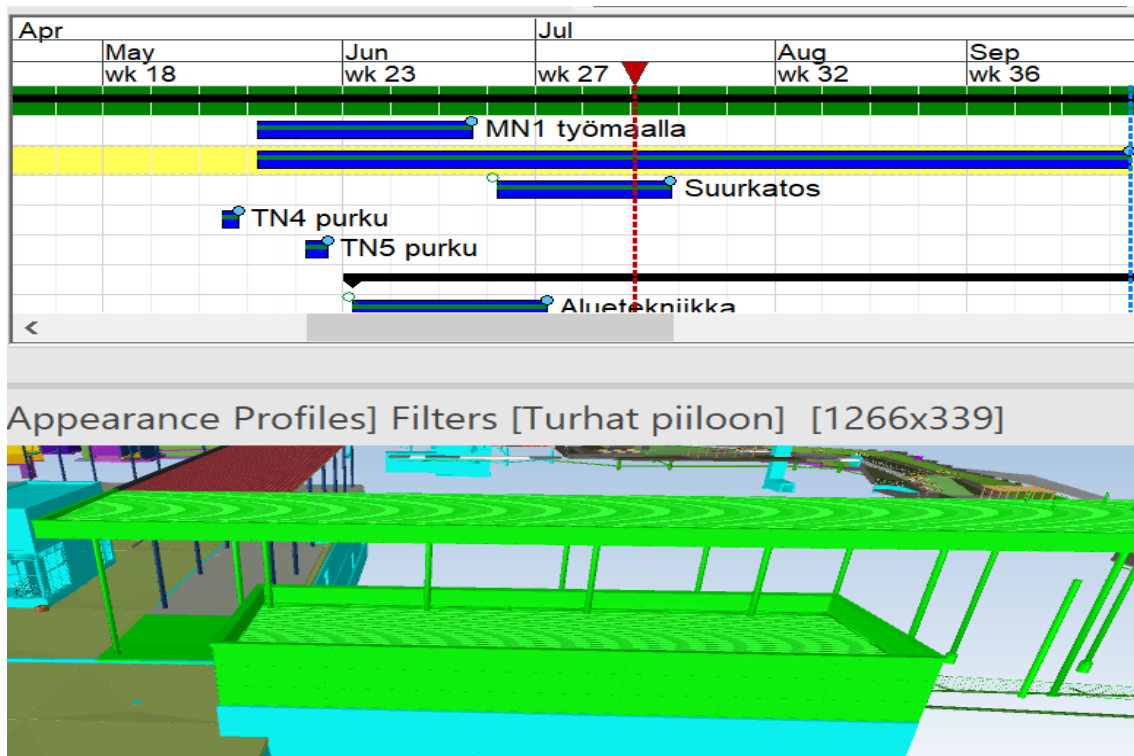 Apr Jul
May Jun Aug Sep
wk 18 wk 23 wk 27 wk 32 wk 36
MN1 työmaalla
Suurkatos
TN4 purku
TN5 purku
Aluetekniikka
Appearance Profiles] Filters [Turhat piiloon] [1266x339]